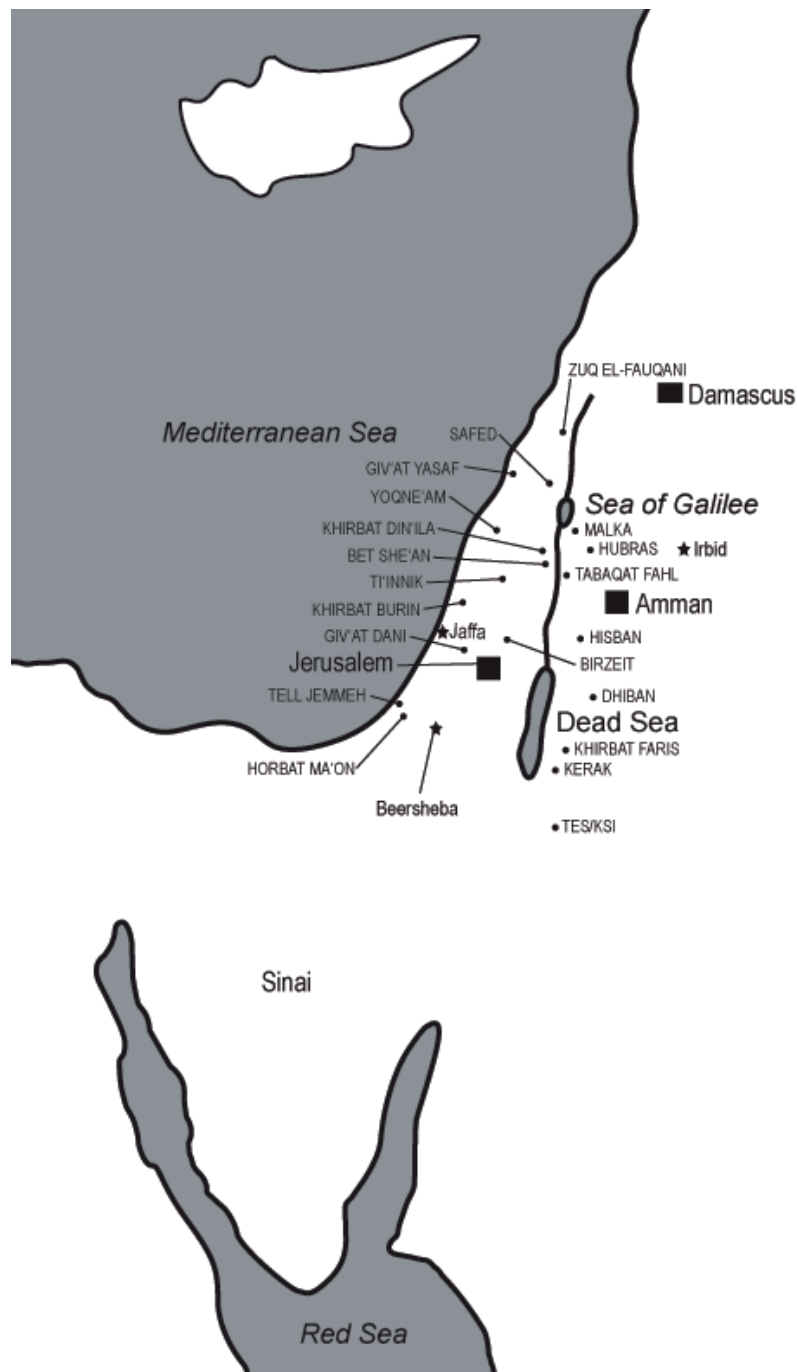 ZUQ EL-FAUQANI
Damascus
Mediterranean Sea
SAFED
GIV'AT YASAF
YOQNE'AM
Sea of Galilee
KHIRBAT DIN'ILA
MALKA
BET SHE'AN
HUBRAS
Irbid
TI'INNIK
TABAQAT FAHL
KHIRBAT BURIN
Amman
GIV'AT DANI
Jaffa
HISBAN
Jerusalem
BIRZEIT
TELL JEMMEH
DHIBAN
Dead Sea
KHIRBAT FARIS
HORBAT MA'ON
KERAK
Beersheba
TES/KSI
Sinai
Red Sea